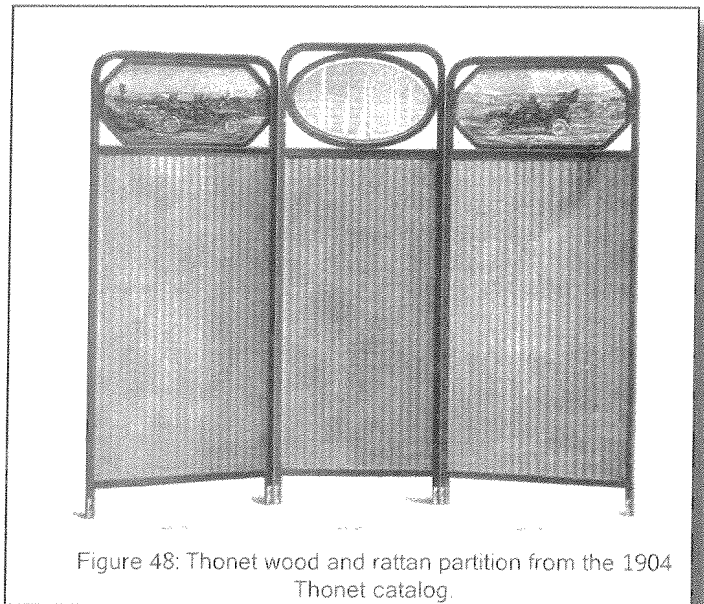 Figure 48: Thonet wood and rattan partition from the 1904
Thonet catalog.